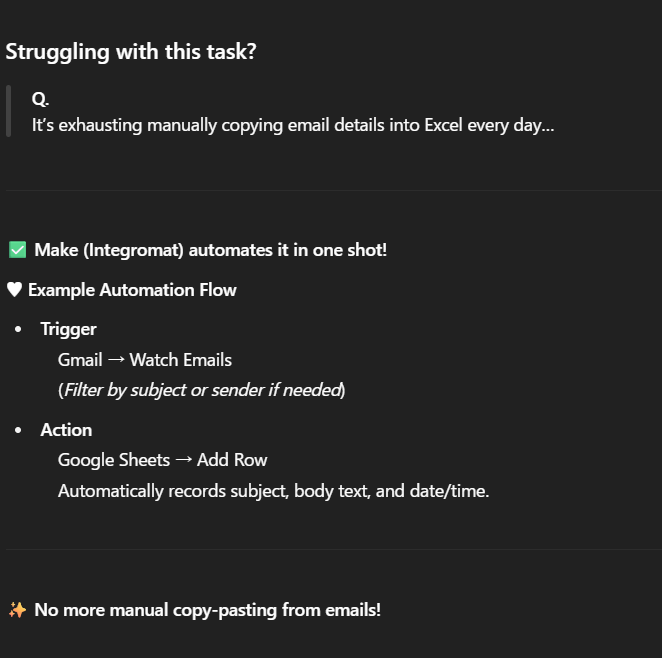 Struggling with this task?
Q.
It's exhausting manually copying email details into Excel every day...
✅ Make (Integromat) automates it in one shot!
♥ Example Automation Flow
• Trigger
Gmail → Watch Emails
(Filter by subject or sender if needed)
• Action
Google Sheets → Add Row
Automatically records subject, body text, and date/time.
✨ No more manual copy-pasting from emails!